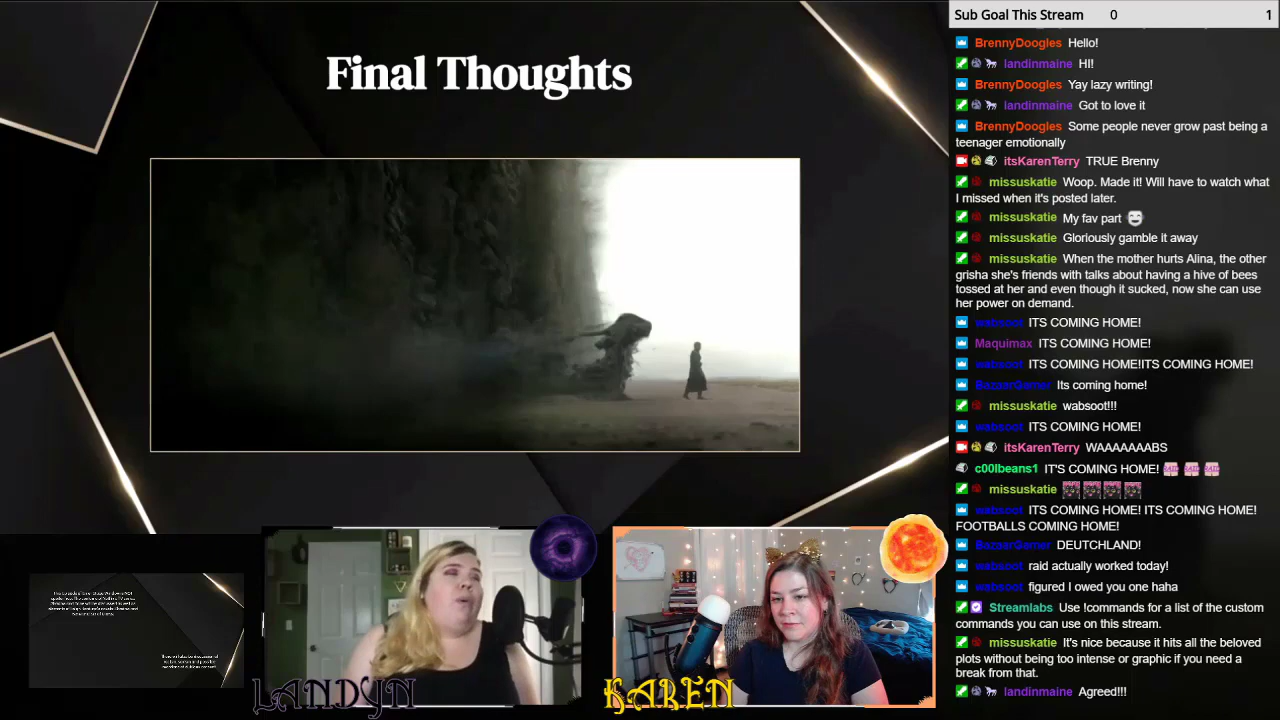 Final Thoughts
LANDYN
KAREN
Sub Goal This Stream 0 1
BrennyDoogles Hello!
landinmaine HI!
BrennyDoogles Yay lazy writing!
landinmaine Got to love it
BrennyDoogles Some people never grow past being a
teenager emotionally
itsKarenTerry TRUE Brenny
missuskatie Woop. Made it! Will have to watch what
I missed when it's posted later.
missuskatie My fav part
missuskatie Gloriously gamble it away
missuskatie When the mother hurts Alina, the other
grisha she's friends with talks about having a hive of bees
tossed at her and even though it sucked, now she can use
her power on demand.
wabsoot ITS COMING HOME!
Maquimax ITS COMING HOME!
wabsoot ITS COMING HOME!ITS COMING HOME!
BazaarGamer Its coming home!
missuskatie wabsoot!!!
wabsoot ITS COMING HOME!
itsKarenTerry WAAAAAAABS
c00lbeans1 IT'S COMING HOME!
missuskatie
wabsoot ITS COMING HOME! ITS COMING HOME!
FOOTBALLS COMING HOME!
BazaarGamer DEUTCHLAND!
wabsoot raid actually worked today!
wabsoot figured I owed you one haha
Streamlabs Use !commands for a list of the custom
commands you can use on this stream.
missuskatie It's nice because it hits all the beloved
plots without being too intense or graphic if you need a
break from that.
landinmaine Agreed!!!